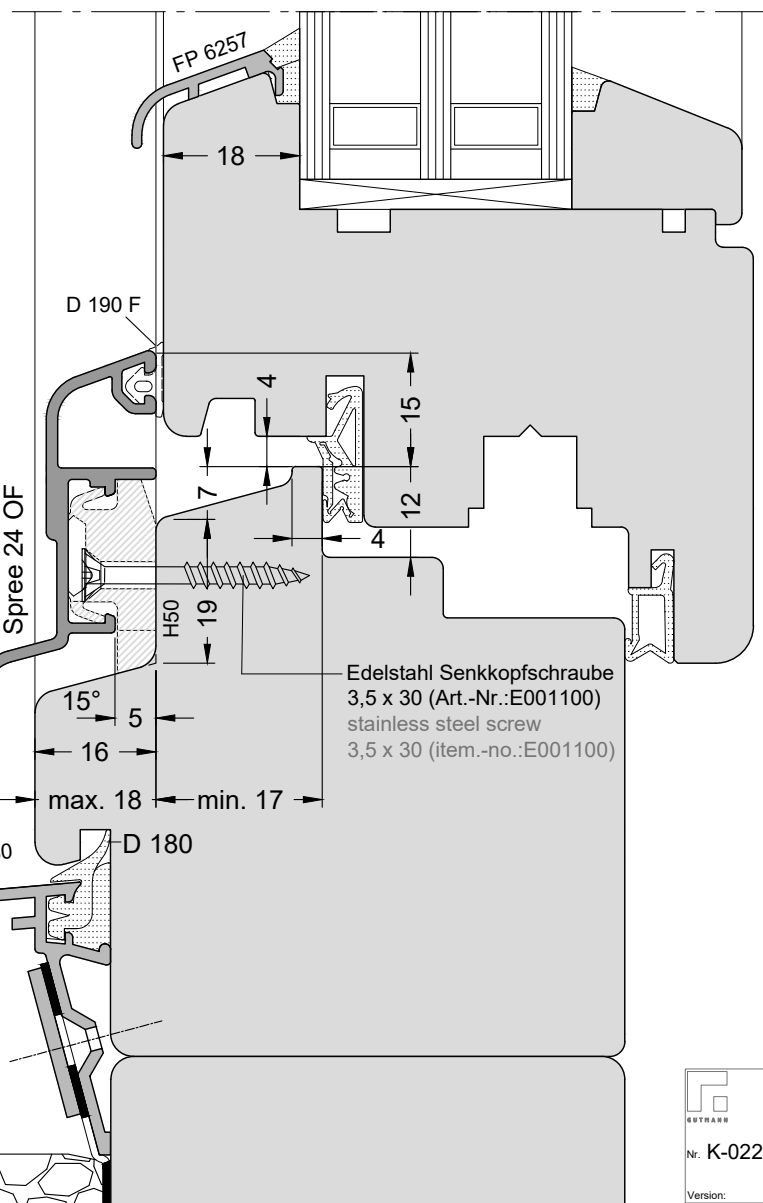 FP 6257
18
D 190 F
4
15
7
12
4
Spree 24 OF
H50
19
Edelstahl Senkkopfschraube
3,5 x 30 (Art.-Nr.:E001100)
stainless steel screw
3,5 x 30 (item.-no.:E001100)
15°
5
16
max. 18
min. 17
D 180
0
GUTMANN
Nr. K-022
Version: